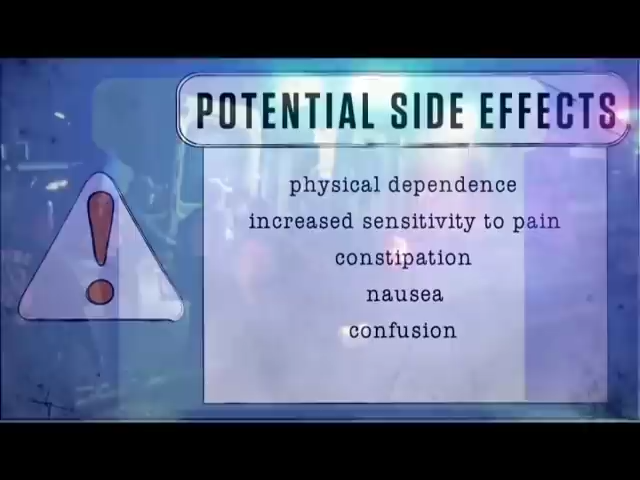 POTENTIAL SIDE EFFECTS
physical dependence
increased sensitivity to pain
constipation
nausea
confusion